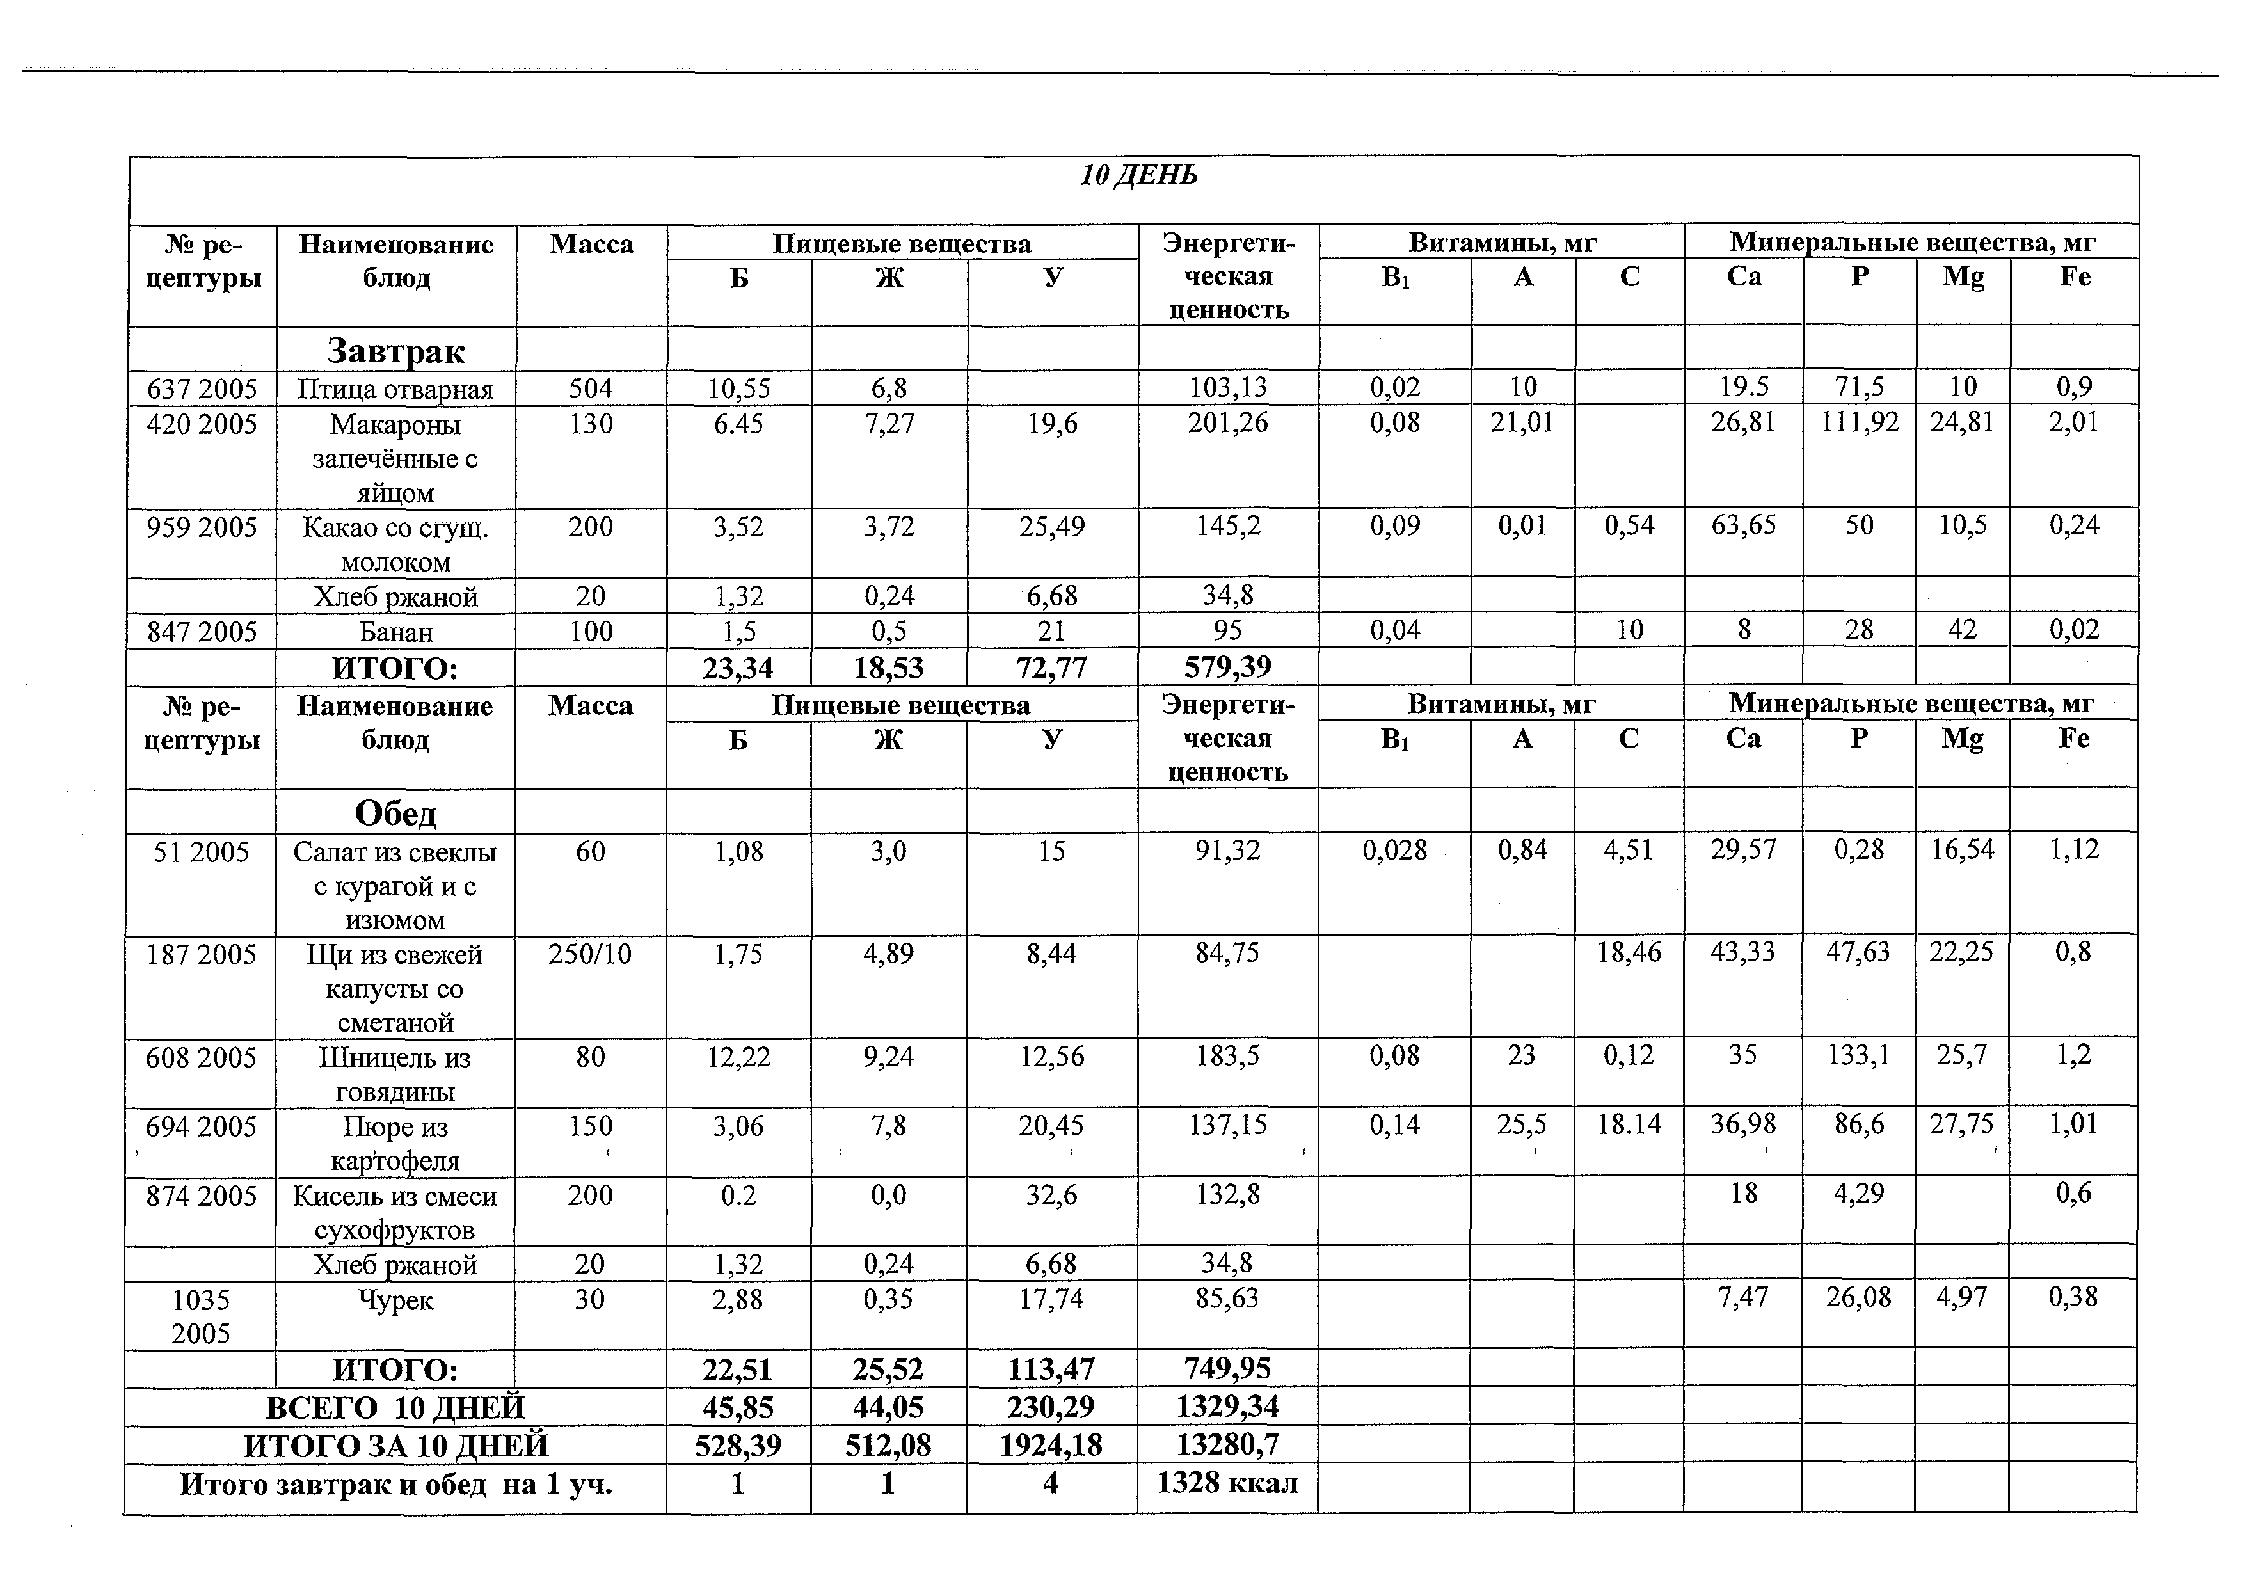 10 ДЕНЬ
№ ре- Наименование Масса Пищевые вещества Энергети- Витамины, мг Минеральные вещества, мг
цептуры блюд Б Ж У ческая B1 A C Ca P Mg Fe
ценность
Завтрак
637 2005 Птица отварная 504 10,55 6,8 103,13 0,02 10 19.5 71,5 10 0,9
420 2005 Макароны 130 6.45 7,27 19,6 201,26 0,08 21,01 26,81 111,92 24,81 2,01
запечённые с
яйцом
959 2005 Какао со сгущ. 200 3,52 3,72 25,49 145,2 0,09 0,01 0,54 63,65 50 10,5 0,24
молоком
Хлеб ржаной 20 1,32 0,24 6,68 34,8
847 2005 Банан 100 1,5 0,5 21 95 0,04 10 8 28 42 0,02
ИТОГО: 23,34 18,53 72,77 579,39
№ ре- Наименование Масса Пищевые вещества Энергети- Витамины, мг Минеральные вещества, мг
цептуры блюд Б Ж У ческая B1 A C Ca P Mg Fe
ценность
Обед
51 2005 Салат из свеклы 60 1,08 3,0 15 91,32 0,028 0,84 4,51 29,57 0,28 16,54 1,12
с курагой и с
изюмом
187 2005 Щи из свежей 250/10 1,75 4,89 8,44 84,75 18,46 43,33 47,63 22,25 0,8
капусты со
сметаной
608 2005 Шницель из 80 12,22 9,24 12,56 183,5 0,08 23 0,12 35 133,1 25,7 1,2
говядины
694 2005 Пюре из 150 3,06 7,8 20,45 137,15 0,14 25,5 18.14 36,98 86,6 27,75 1,01
картофеля
874 2005 Кисель из смеси 200 0.2 0,0 32,6 132,8 18 4,29 0,6
сухофруктов
Хлеб ржаной 20 1,32 0,24 6,68 34,8
1035 Чурек 30 2,88 0,35 17,74 85,63 7,47 26,08 4,97 0,38
2005
ИТОГО: 22,51 25,52 113,47 749,95
ВСЕГО 10 ДНЕЙ 45,85 44,05 230,29 1329,34
ИТОГО ЗА 10 ДНЕЙ 528,39 512,08 1924,18 13280,7
Итого завтрак и обед на 1 уч. 1 1 4 1328 ккал